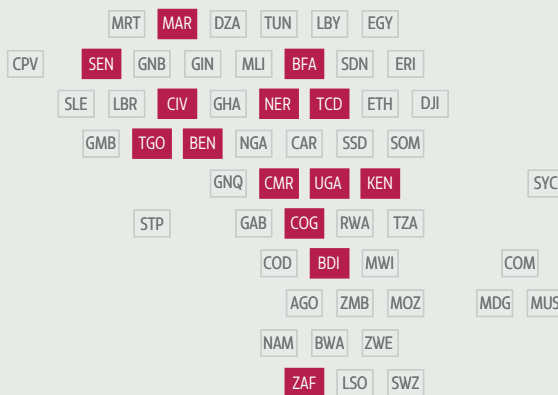 MRT MAR DZA TUN LBY EGY
CPV SEN GNB GIN MLI BFA SDN ERI
SLE LBR CIV GHA NER TCD ETH DJI
GMB TGO BEN NGA CAR SSD SOM
GNQ CMR UGA KEN SYC
STP GAB COG RWA TZA
COD BDI MWI COM
AGO ZMB MOZ MDG MUS
NAM BWA ZWE
ZAF LSO SWZ